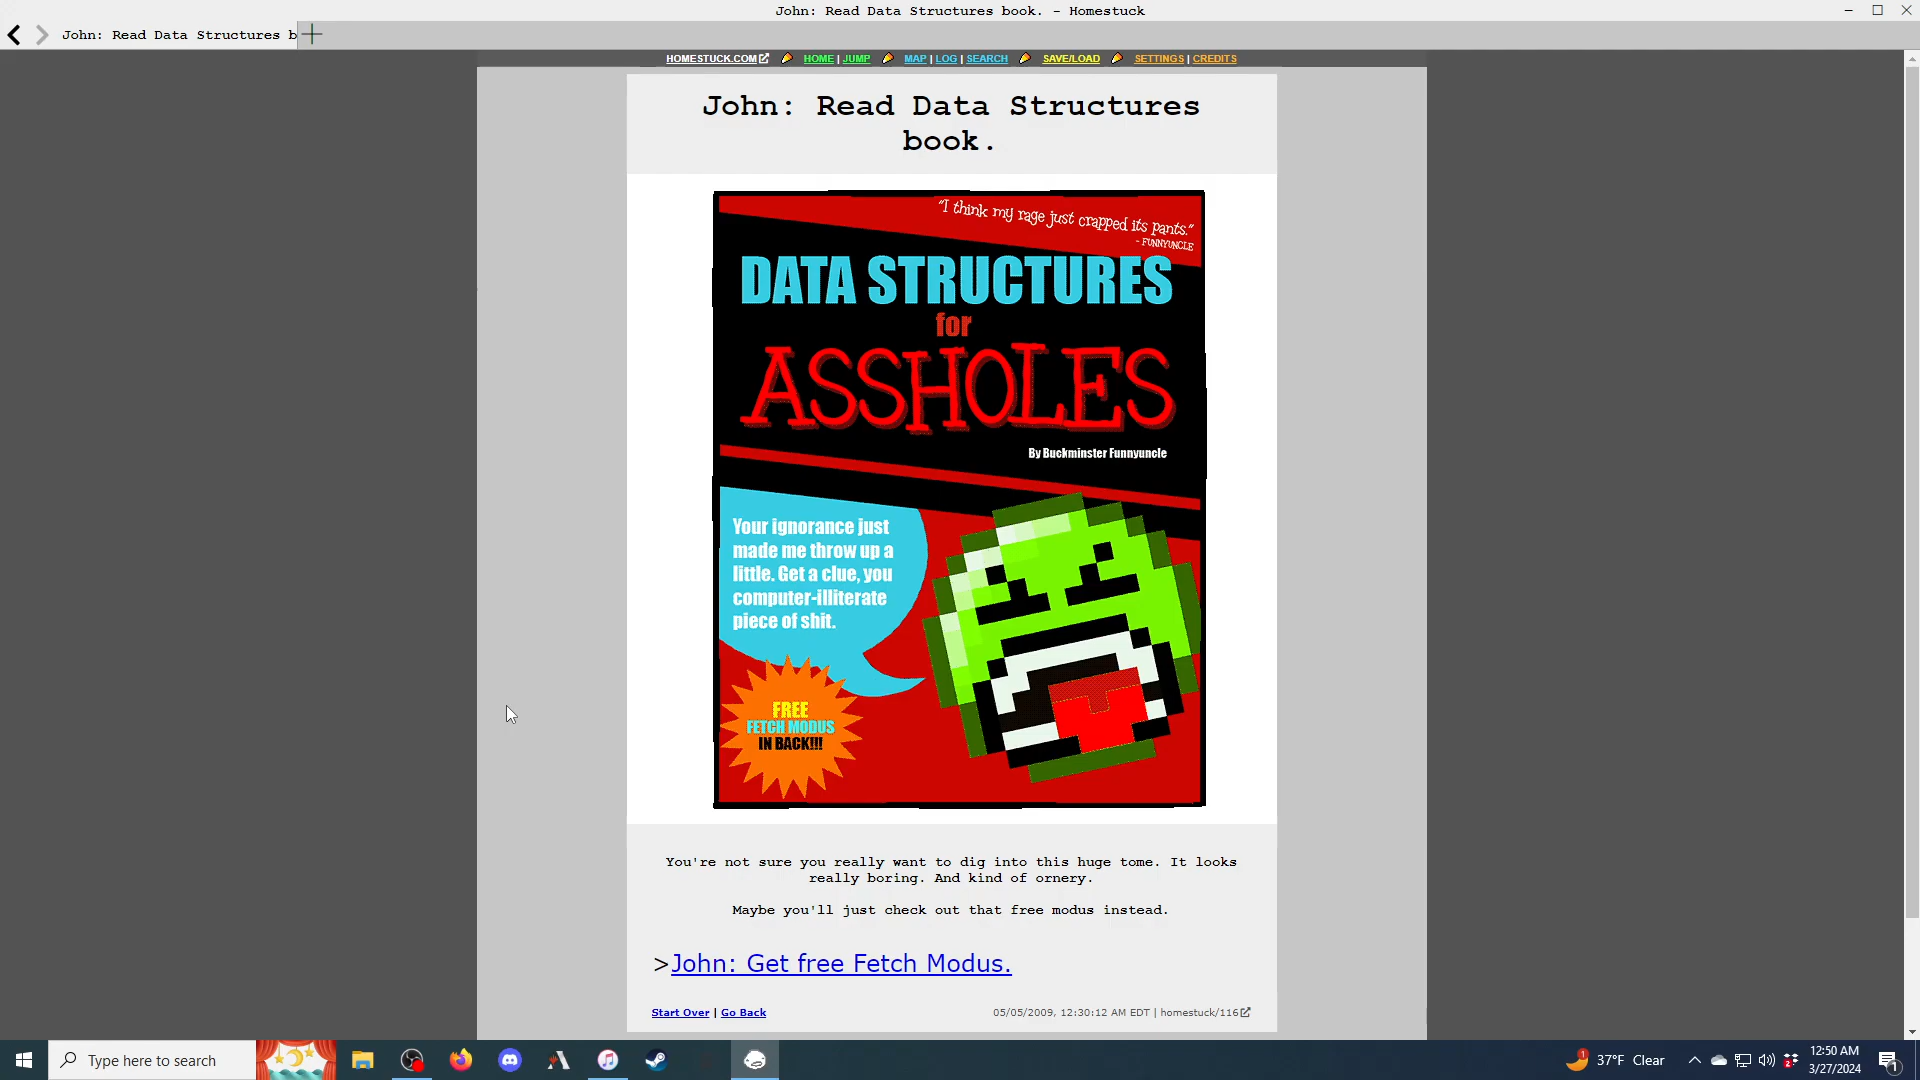 John: Read Data Structures book. - Homestuck
John: Read Data Structures b
HOMESTUCK.COM HOME | JUMP MAP | LOG | SEARCH SAVE/LOAD SETTINGS | CREDITS
John: Read Data Structures
book.
"I think my rage just crapped its pants."
- FUNNYUNCLE
DATA STRUCTURES
for
ASSHOLES
By Buckminster Funnyuncle
Your ignorance just
made me throw up a
little. Get a clue, you
computer-illiterate
piece of shit.
FREE
FETCH MODUS
IN BACK!!!
You're not sure you really want to dig into this huge tome. It looks
really boring. And kind of ornery.
Maybe you'll just check out that free modus instead.
>John: Get free Fetch Modus.
Start Over | Go Back
05/05/2009, 12:30:12 AM EDT | homestuck/116
Type here to search
37°F Clear
12:50 AM
3/27/2024